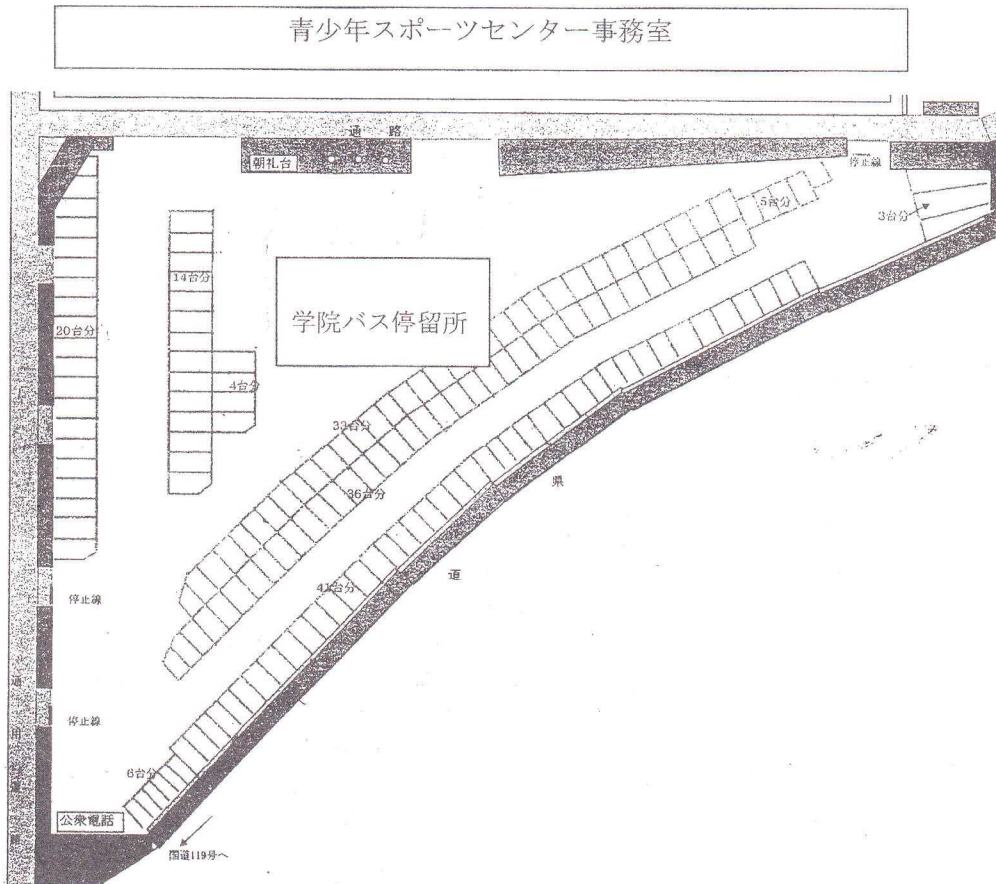 青少年スポーツセンター事務室
通 路
朝礼台
停止線
5台分
3台分
14台分
学院バス停留所
20台分
4台分
33台分
36台分
県
道
41台分
停止線
停止線
6台分
公衆電話
国道119号へ